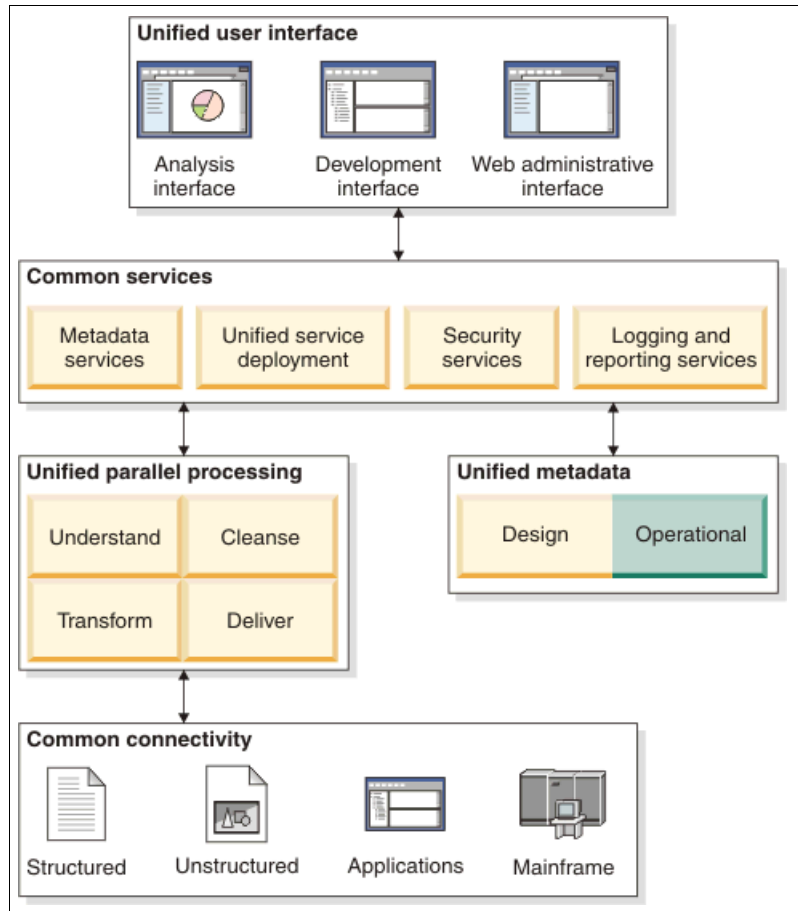 Unified user interface
Analysis
interface
Development
interface
Web administrative
interface
Common services
Metadata
services
Unified service
deployment
Security
services
Logging and
reporting services
Unified parallel processing
Understand
Cleanse
Transform
Deliver
Unified metadata
Design
Operational
Common connectivity
Structured
Unstructured
Applications
Mainframe